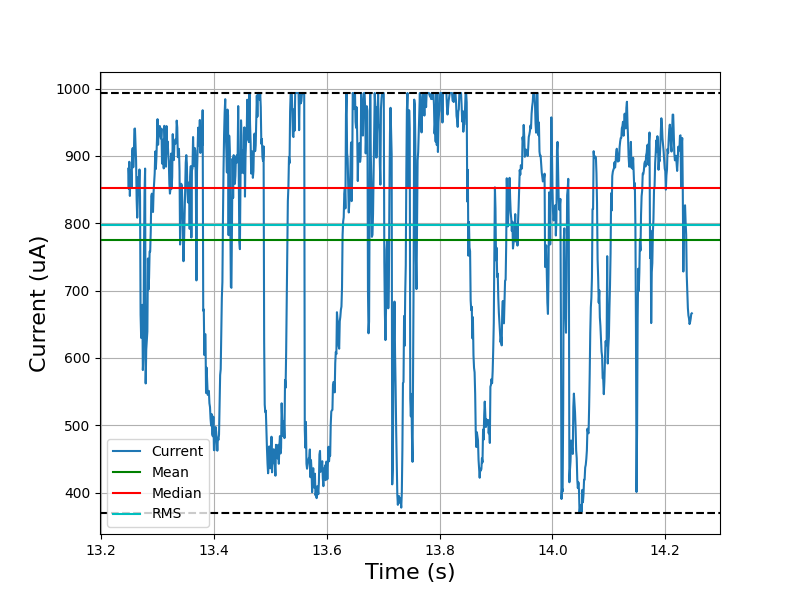 1000
900
800
700
600
500
400
Current (uA)
Current
Mean
Median
RMS
13.2
13.4
13.6
13.8
14.0
14.2
Time (s)